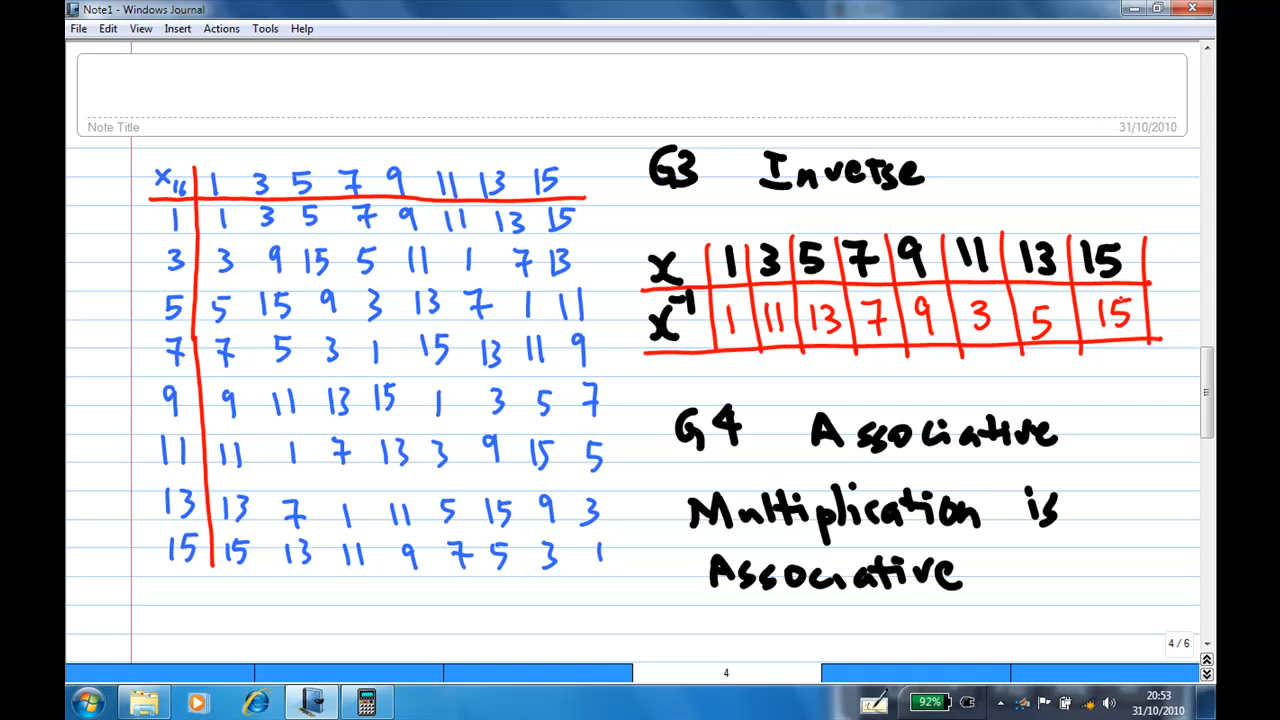 Note1 - Windows Journal
File Edit View Insert Actions Tools Help
Note Title
31/10/2010
×16 1 3 5 7 9 11 13 15
1 1 3 5 7 9 11 13 15
3 3 9 15 5 11 1 7 13
5 5 15 9 3 13 7 1 11
7 7 5 3 1 15 13 11 9
9 9 11 13 15 1 3 5 7
11 11 1 7 13 3 9 15 5
13 13 7 1 11 5 15 9 3
15 15 13 11 9 7 5 3 1
G3 Inverse
x 1 3 5 7 9 11 13 15
x⁻¹ 1 11 13 7 9 3 5 15
G4 Associative
Multiplication is
Associative
4 / 6
4
92%
20:53
31/10/2010